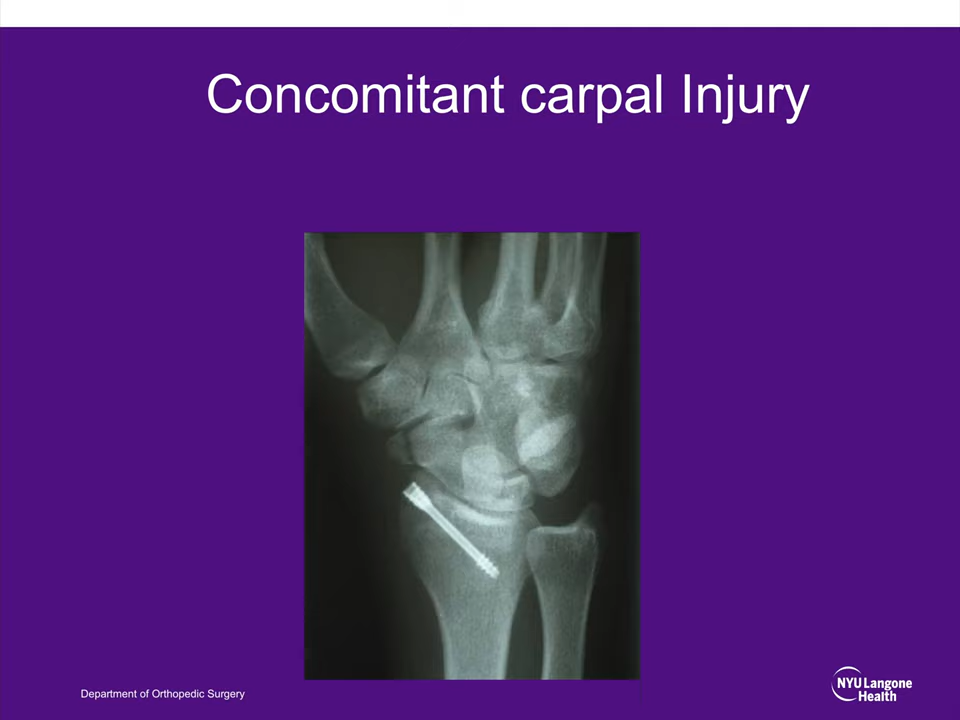 Concomitant carpal Injury
Department of Orthopedic Surgery
NYU Langone
Health